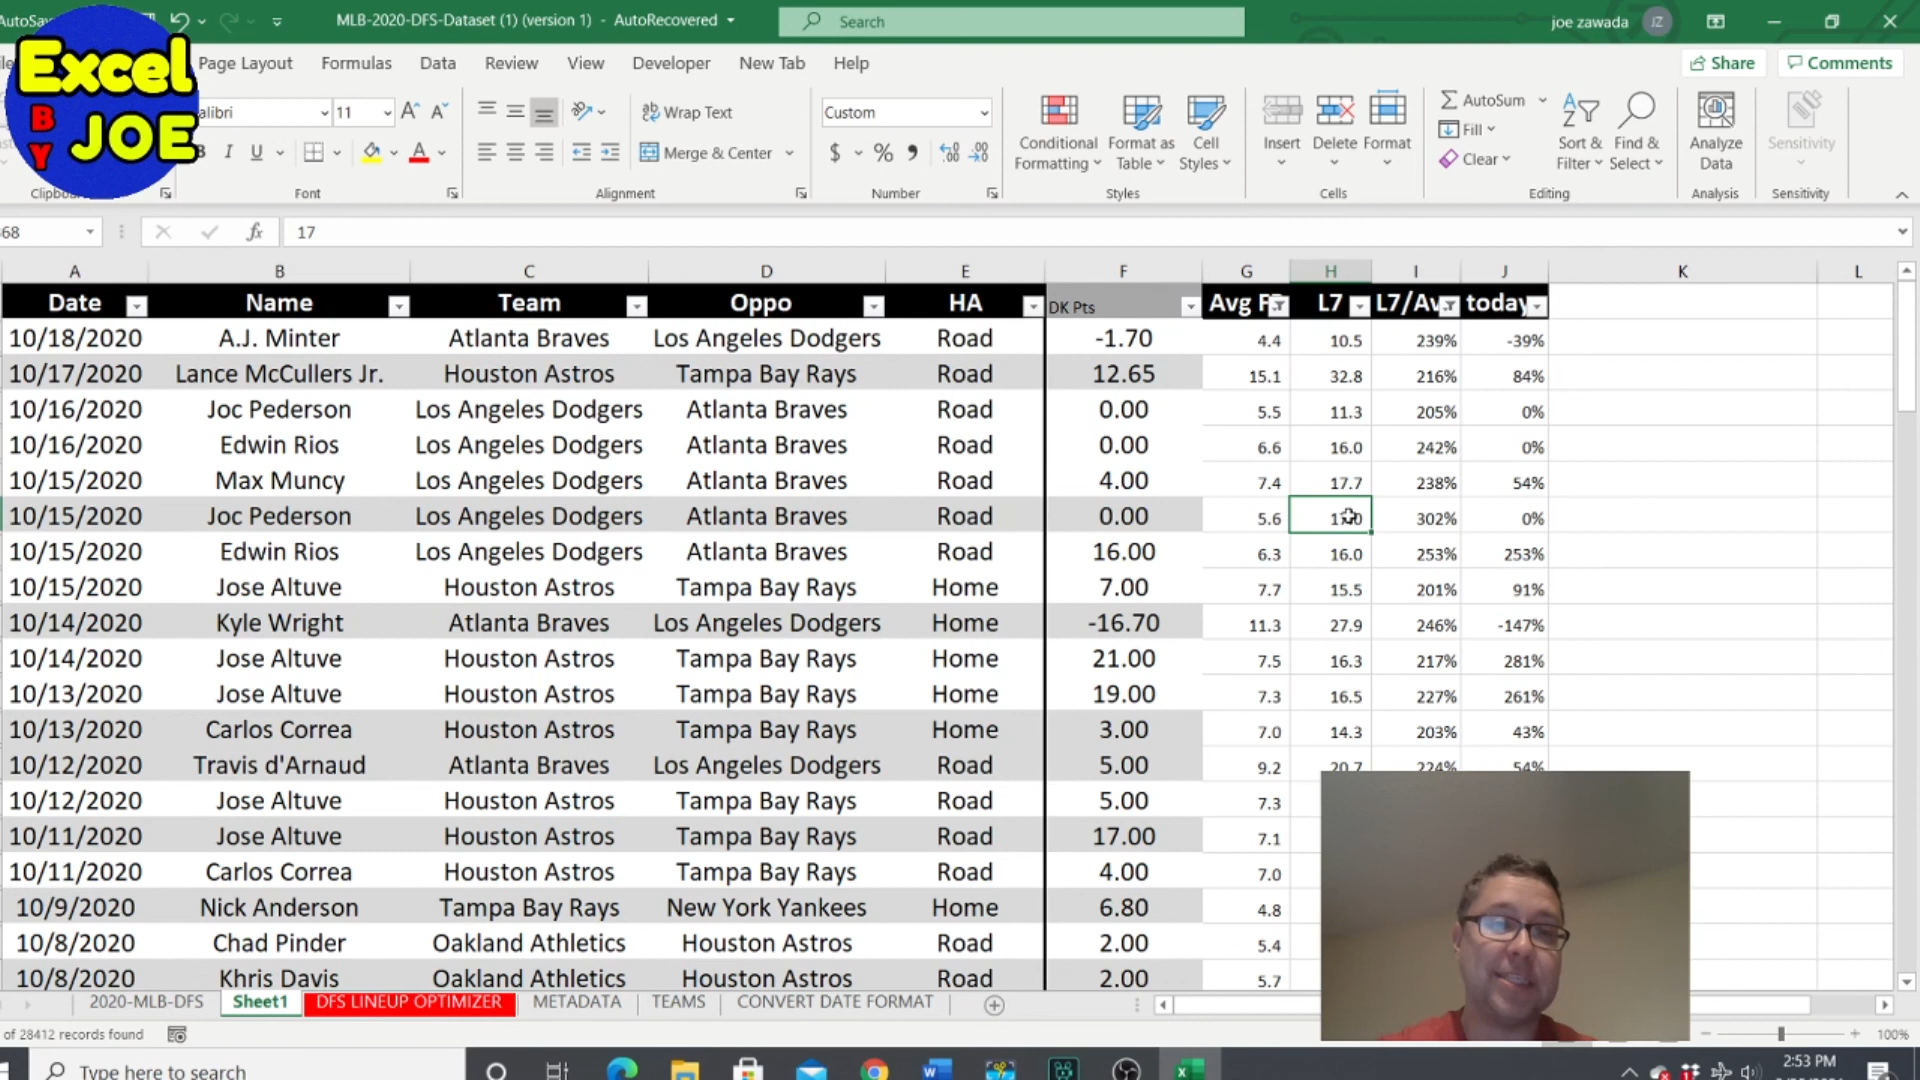 AutoSa
MLB-2020-DFS-Dataset (1) (version 1) - AutoRecovered
Search
joe zawada
JZ
Excel
BY
JOE
Page Layout
Formulas
Data
Review
View
Developer
New Tab
Help
Share
Comments
alibri
11
Wrap Text
Custom
Merge & Center
$
%
B
I
U
A
Conditional
Formatting
Format as
Table
Cell
Styles
Insert
Delete
Format
AutoSum
Fill
Clear
Sort &
Filter
Find &
Select
Analyze
Data
Sensitivity
Clipb
Font
Alignment
Number
Styles
Cells
Editing
Analysis
Sensitivity
68
fx
17
A B C D E F G H I J K L
Date Name Team Oppo HA DK Pts Avg F L7 L7/Av today
10/18/2020 A.J. Minter Atlanta Braves Los Angeles Dodgers Road -1.70 4.4 10.5 239% -39%
10/17/2020 Lance McCullers Jr. Houston Astros Tampa Bay Rays Road 12.65 15.1 32.8 216% 84%
10/16/2020 Joc Pederson Los Angeles Dodgers Atlanta Braves Road 0.00 5.5 11.3 205% 0%
10/16/2020 Edwin Rios Los Angeles Dodgers Atlanta Braves Road 0.00 6.6 16.0 242% 0%
10/15/2020 Max Muncy Los Angeles Dodgers Atlanta Braves Road 4.00 7.4 17.7 238% 54%
10/15/2020 Joc Pederson Los Angeles Dodgers Atlanta Braves Road 0.00 5.6 17.0 302% 0%
10/15/2020 Edwin Rios Los Angeles Dodgers Atlanta Braves Road 16.00 6.3 16.0 253% 253%
10/15/2020 Jose Altuve Houston Astros Tampa Bay Rays Home 7.00 7.7 15.5 201% 91%
10/14/2020 Kyle Wright Atlanta Braves Los Angeles Dodgers Home -16.70 11.3 27.9 246% -147%
10/14/2020 Jose Altuve Houston Astros Tampa Bay Rays Home 21.00 7.5 16.3 217% 281%
10/13/2020 Jose Altuve Houston Astros Tampa Bay Rays Home 19.00 7.3 16.5 227% 261%
10/13/2020 Carlos Correa Houston Astros Tampa Bay Rays Home 3.00 7.0 14.3 203% 43%
10/12/2020 Travis d'Arnaud Atlanta Braves Los Angeles Dodgers Road 5.00 9.2 20.7 224% 54%
10/12/2020 Jose Altuve Houston Astros Tampa Bay Rays Road 5.00 7.3
10/11/2020 Jose Altuve Houston Astros Tampa Bay Rays Road 17.00 7.1
10/11/2020 Carlos Correa Houston Astros Tampa Bay Rays Road 4.00 7.0
10/9/2020 Nick Anderson Tampa Bay Rays New York Yankees Home 6.80 4.8
10/8/2020 Chad Pinder Oakland Athletics Houston Astros Road 2.00 5.4
10/8/2020 Khris Davis Oakland Athletics Houston Astros Road 2.00 5.7
2020-MLB-DFS Sheet1 DFS LINEUP OPTIMIZER METADATA TEAMS CONVERT DATE FORMAT
of 28412 records found
100%
Type here to search
2:53 PM